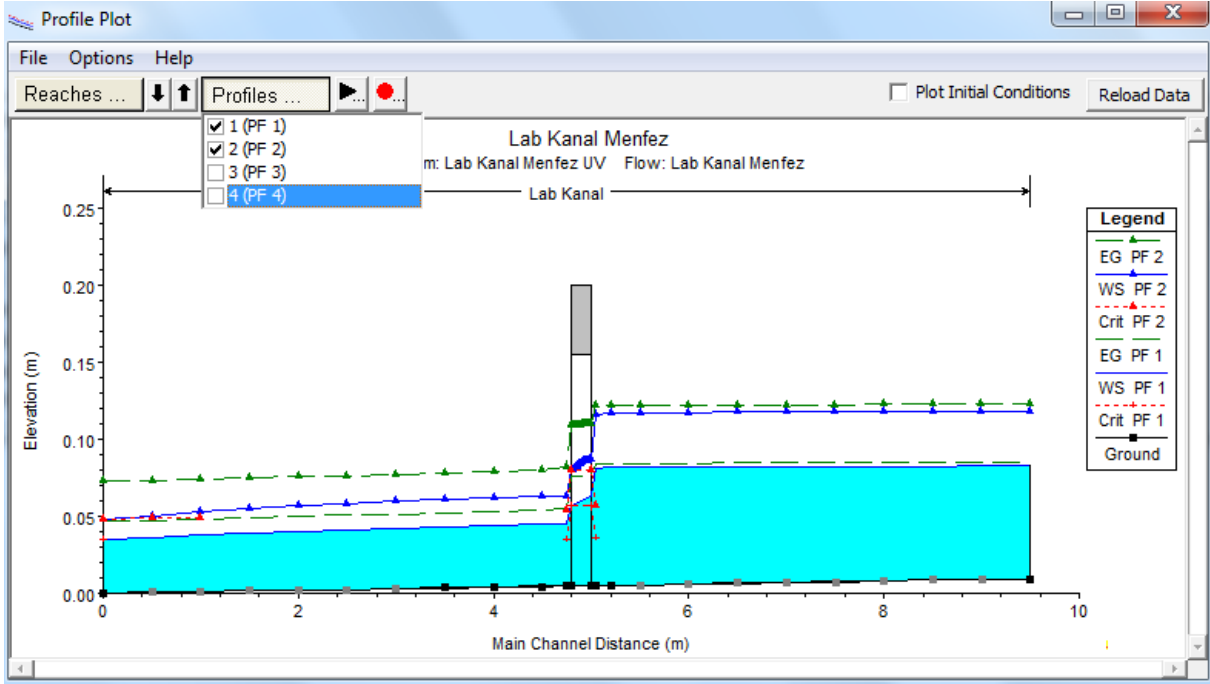 Profile Plot
File Options Help
Reaches ... Profiles ... Plot Initial Conditions Reload Data
1 (PF 1)
2 (PF 2)
3 (PF 3)
4 (PF 4)
Lab Kanal Menfez
m: Lab Kanal Menfez UV Flow: Lab Kanal Menfez
Lab Kanal
0.25
0.20
0.15
0.10
0.05
0.00
Elevation (m)
0 2 4 6 8 10
Main Channel Distance (m)
Legend
EG PF 2
WS PF 2
Crit PF 2
EG PF 1
WS PF 1
Crit PF 1
Ground